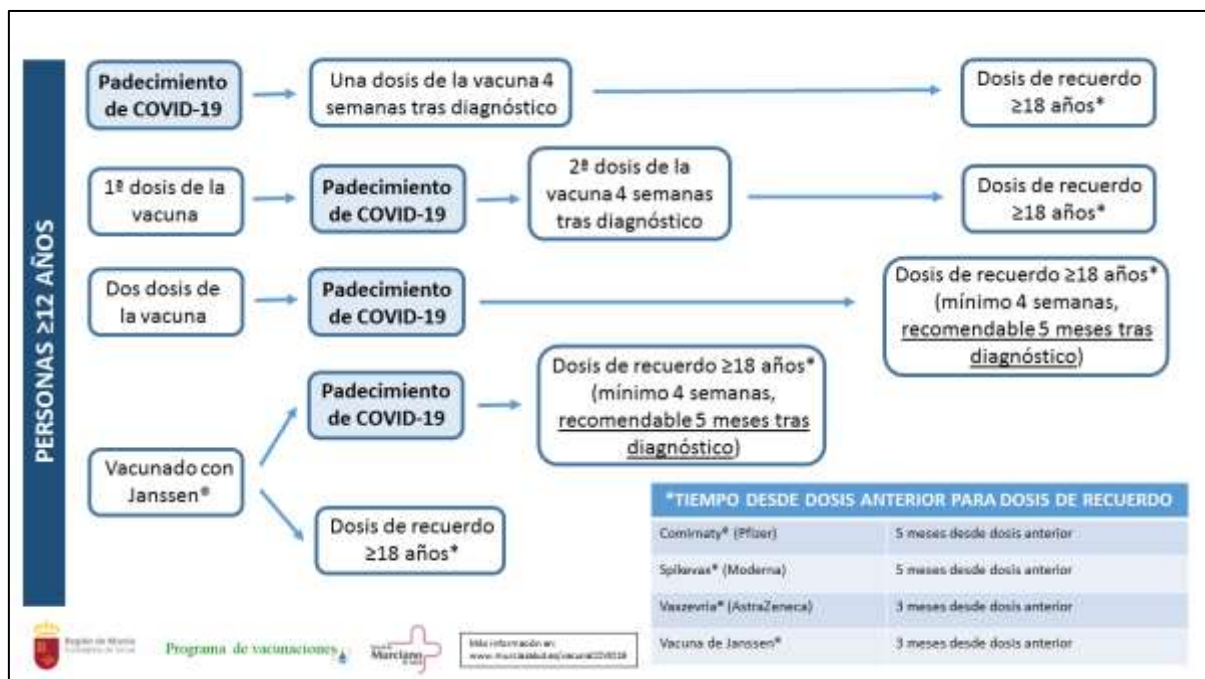 PERSONAS ≥12 AÑOS
Padecimiento
de COVID-19
Una dosis de la vacuna 4
semanas tras diagnóstico
Dosis de recuerdo
≥18 años*
1ª dosis de la
vacuna
Padecimiento
de COVID-19
2ª dosis de la
vacuna 4 semanas
tras diagnóstico
Dosis de recuerdo
≥18 años*
Dos dosis de
la vacuna
Padecimiento
de COVID-19
Dosis de recuerdo ≥18 años*
(mínimo 4 semanas,
recomendable 5 meses tras
diagnóstico)
Vacunado con
Janssen®
Padecimiento
de COVID-19
Dosis de recuerdo ≥18 años*
(mínimo 4 semanas,
recomendable 5 meses tras
diagnóstico)
Dosis de recuerdo
≥18 años*
*TIEMPO DESDE DOSIS ANTERIOR PARA DOSIS DE RECUERDO
Comirnaty® (Pfizer) 5 meses desde dosis anterior
Spikevax® (Moderna) 5 meses desde dosis anterior
Vaxzevria® (AstraZeneca) 3 meses desde dosis anterior
Vacuna de Janssen® 3 meses desde dosis anterior
Región de Murcia
Programa de vacunaciones
Murciano
Más información en: